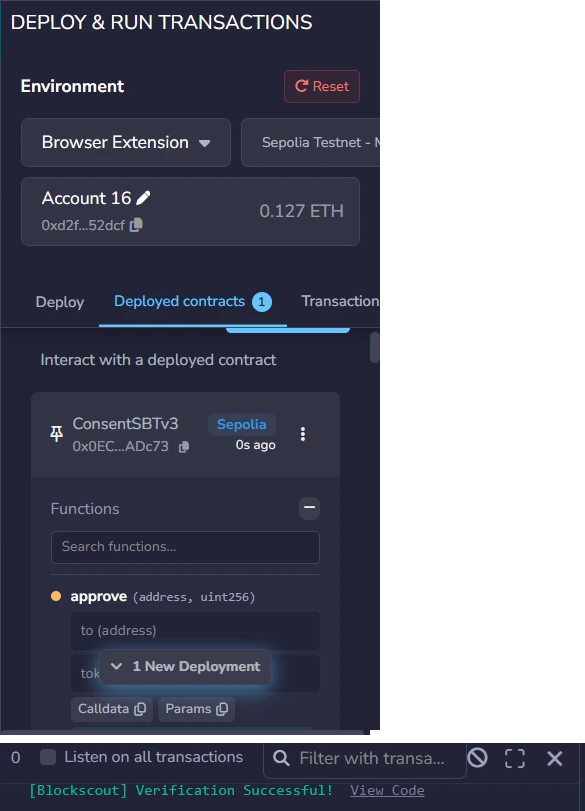 DEPLOY & RUN TRANSACTIONS
Environment
Reset
Browser Extension
Sepolia Testnet -
Account 16
0xd2f...52dcf
0.127 ETH
Deploy
Deployed contracts 1
Transaction
Interact with a deployed contract
ConsentSBTv3
Sepolia
0x0EC...ADc73
0s ago
Functions
Search functions...
approve (address, uint256)
to (address)
tok
1 New Deployment
Calldata
Params
0
Listen on all transactions
Filter with transa...
[Blockscout] Verification Successful! View Code